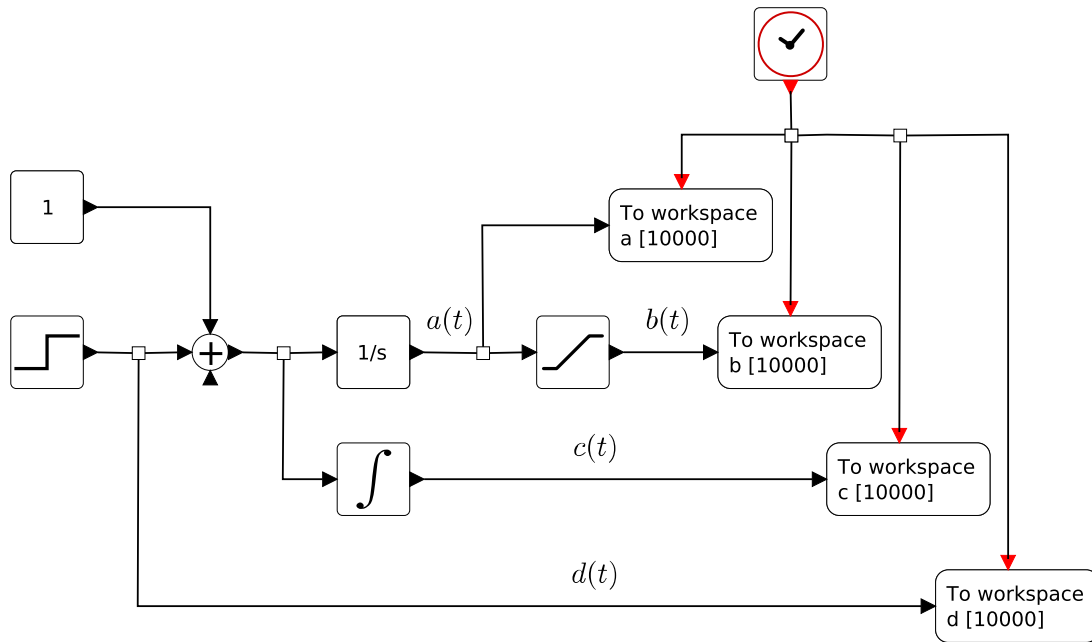 1
To workspace
a [10000]
a(t)
b(t)
To workspace
b [10000]
1/s
c(t)
∫
To workspace
c [10000]
d(t)
To workspace
d [10000]